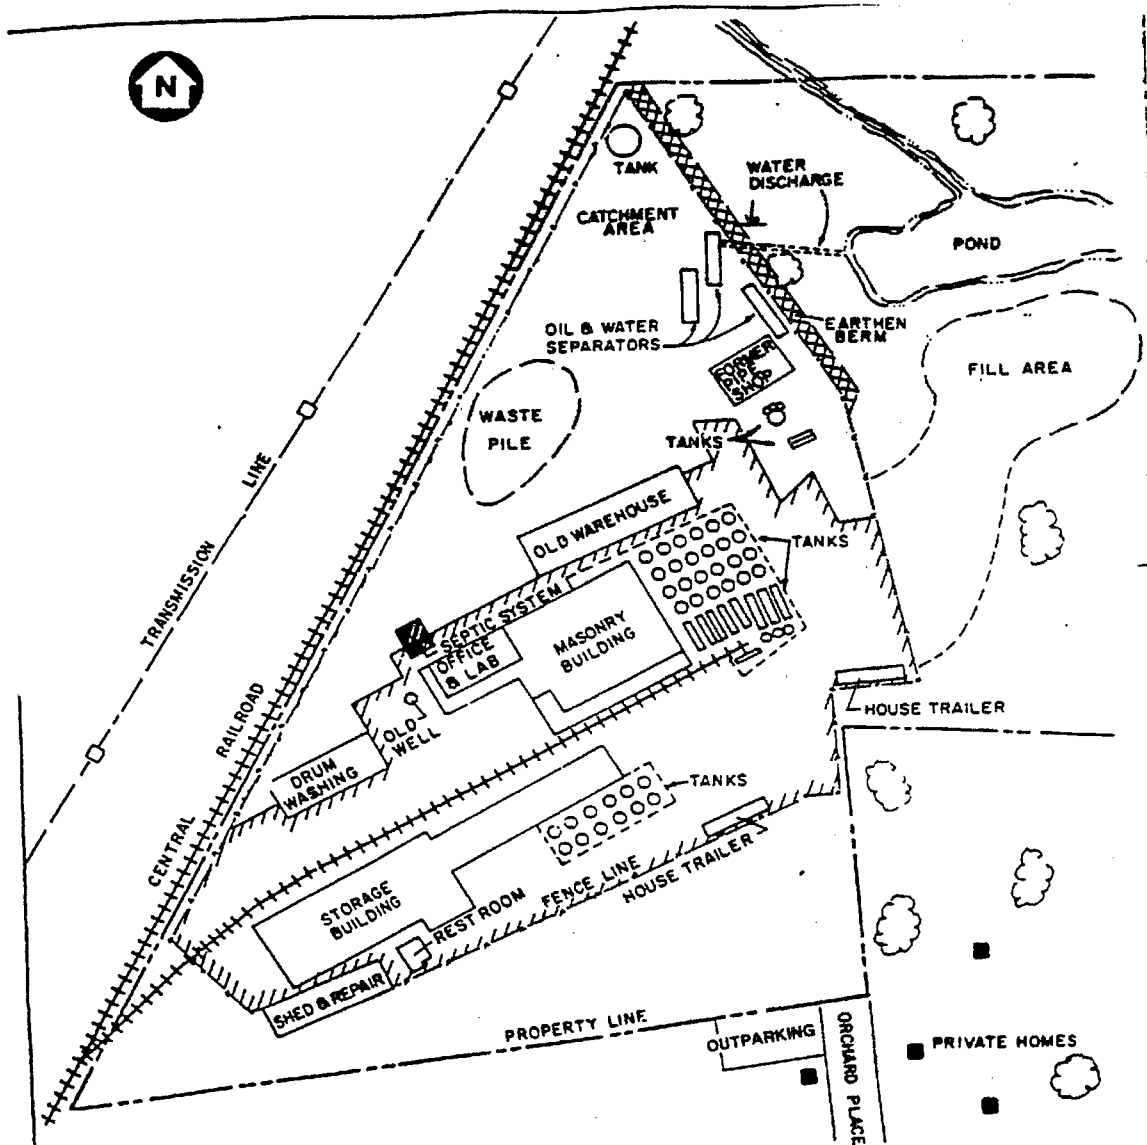 N
TANK
WATER
DISCHARGE
CATCHMENT
AREA
POND
OIL & WATER
SEPARATORS
EARTHEN
BERM
FORMER
PIPE
SHOP
FILL AREA
WASTE
PILE
TANKS
LINE
TRANSMISSION
OLD WAREHOUSE
TANKS
SEPTIC SYSTEM
OFFICE
& LAB
MASONRY
BUILDING
HOUSE TRAILER
RAILROAD
CENTRAL
OLD
WELL
DRUM
WASHING
TANKS
STORAGE
BUILDING
REST ROOM
FENCE LINE
HOUSE TRAILER
SHED & REPAIR
PROPERTY LINE
OUTPARKING
ORCHARD PLACE
PRIVATE HOMES